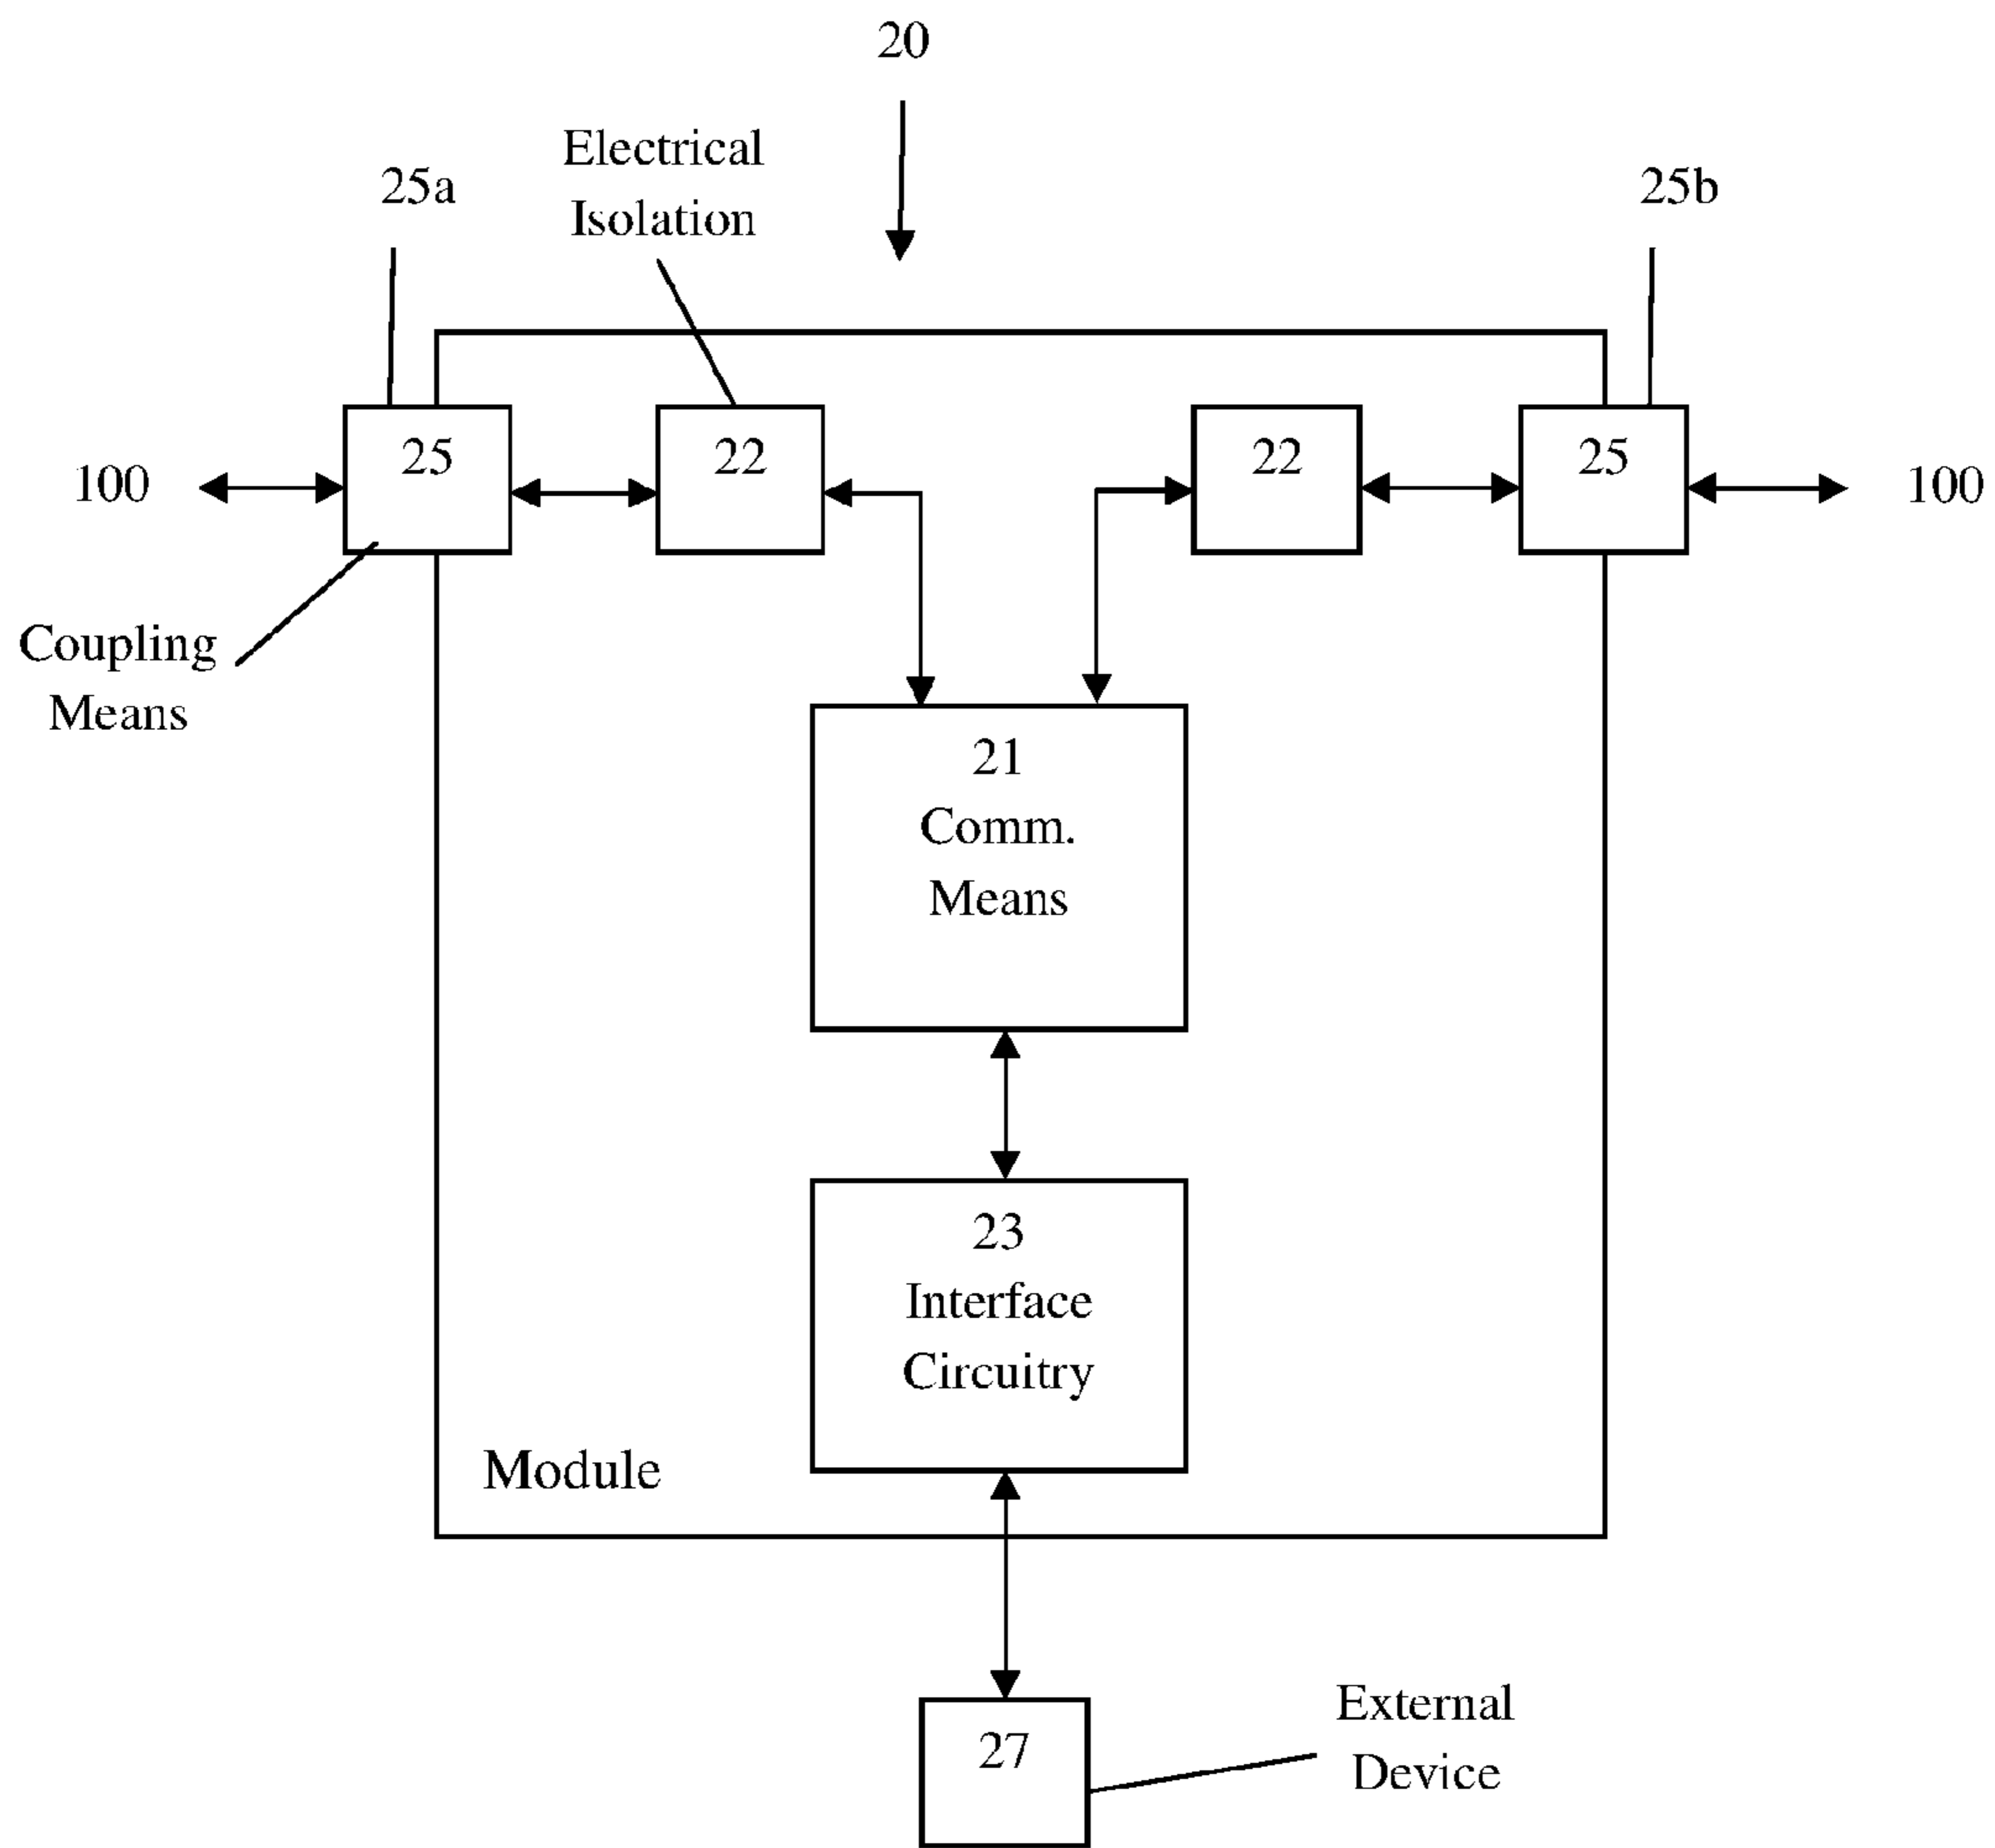 20
Electrical
Isolation
25a
25b
25
22
22
25
100
100
Coupling
Means
21
Comm.
Means
23
Interface
Circuitry
Module
27
External
Device